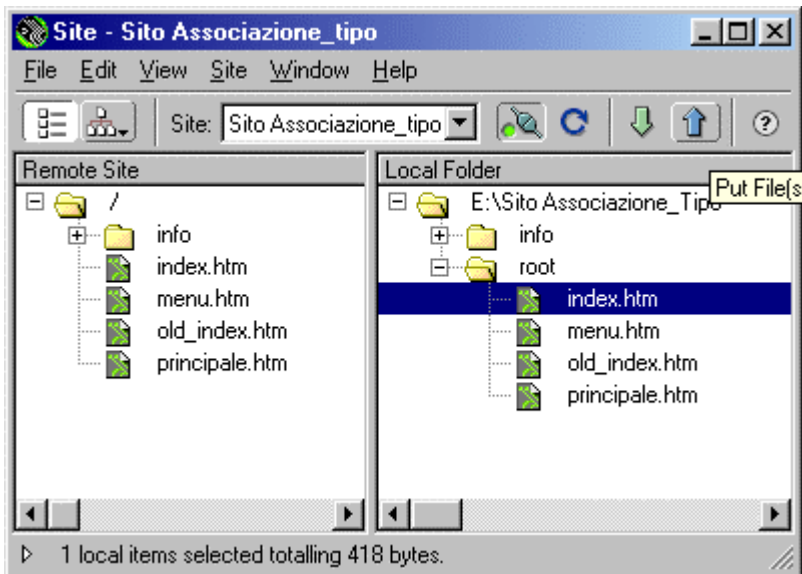 Site - Sito Associazione_tipo
File Edit View Site Window Help
Site: Sito Associazione_tipo
Remote Site
/
info
index.htm
menu.htm
old_index.htm
principale.htm
Local Folder
Put File(s
E:\Sito Associazione_Tipo
info
root
index.htm
menu.htm
old_index.htm
principale.htm
1 local items selected totalling 418 bytes.